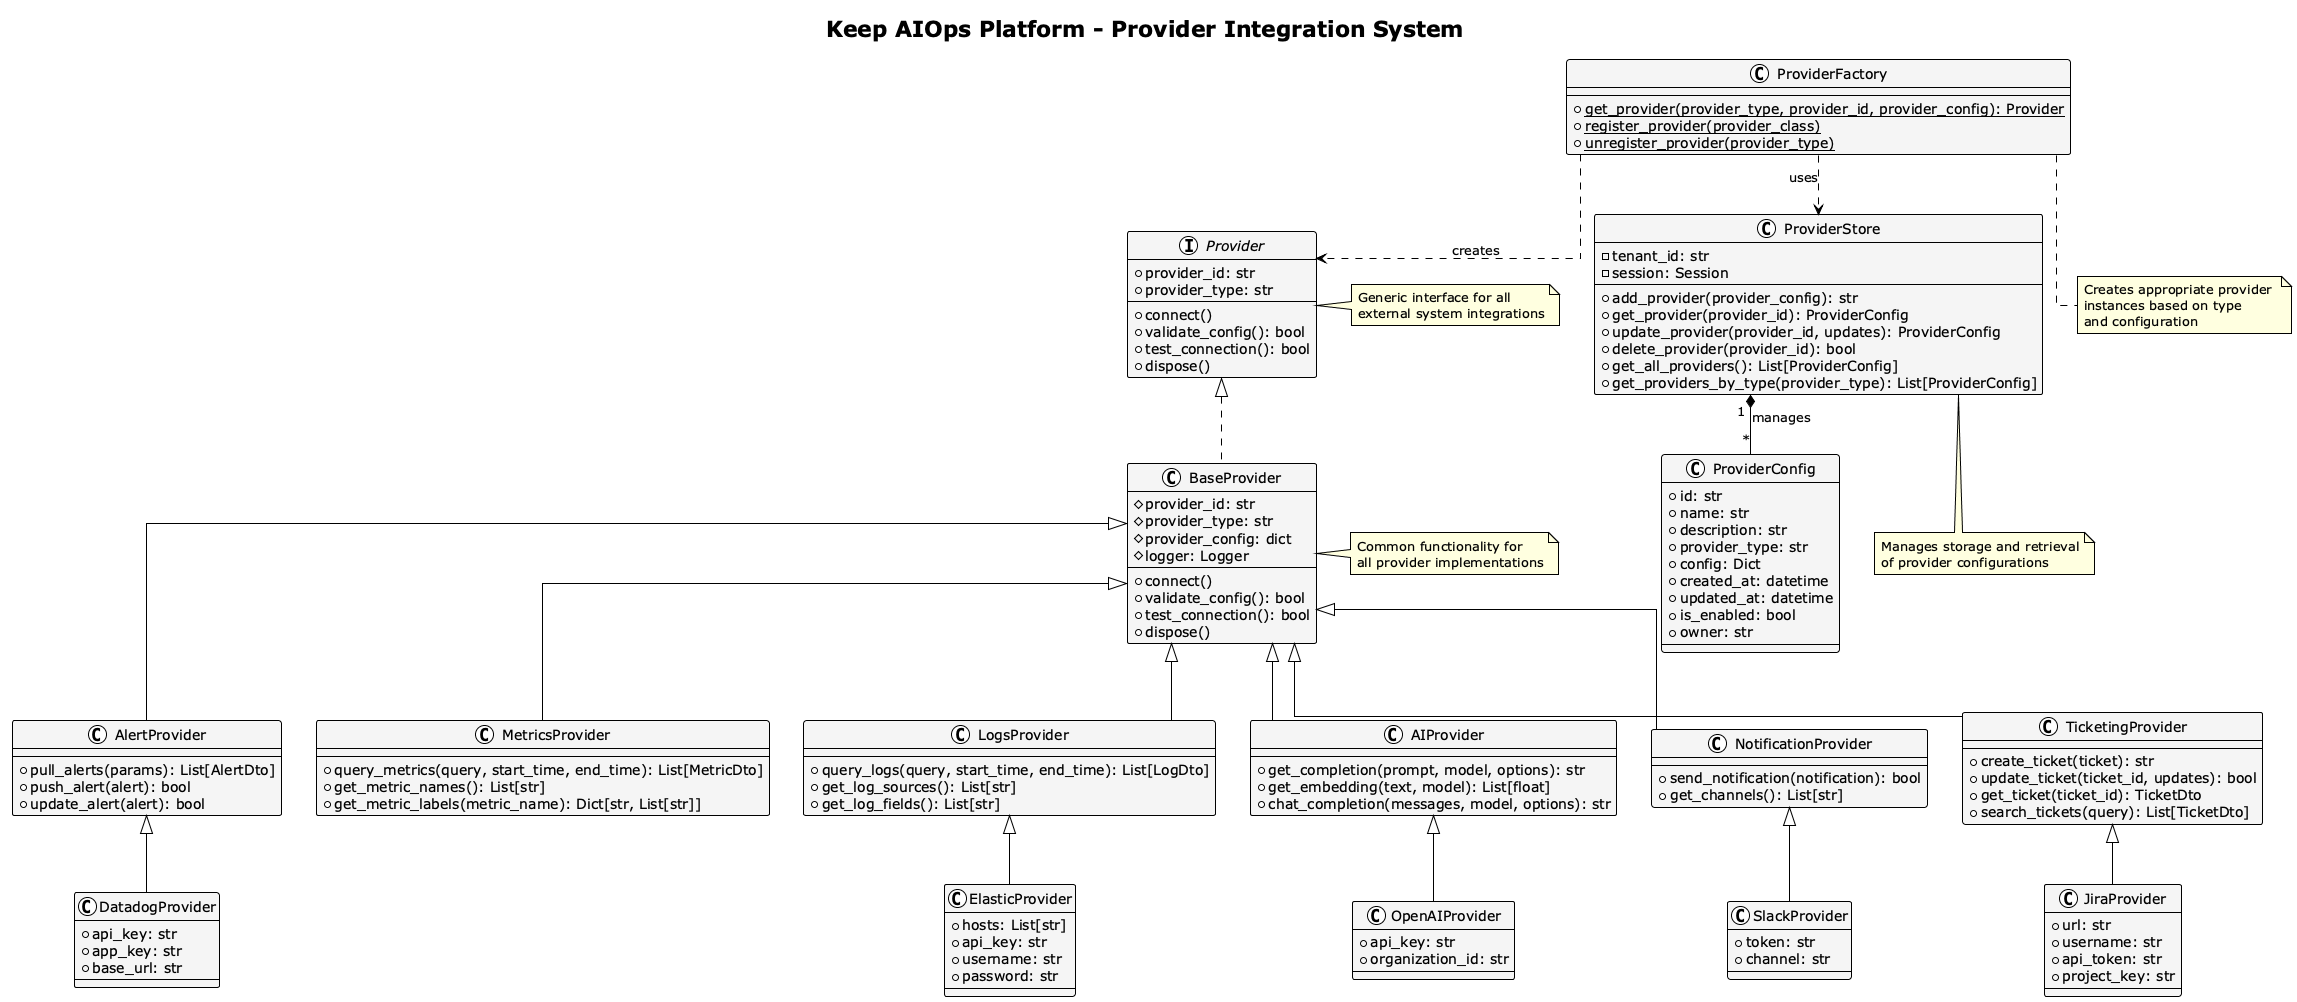 Keep AIOps Platform - Provider Integration System
C ProviderFactory
get_provider(provider_type, provider_id, provider_config): Provider
register_provider(provider_class)
unregister_provider(provider_type)
uses
creates
I Provider
provider_id: str
provider_type: str
connect()
validate_config(): bool
test_connection(): bool
dispose()
Generic interface for all
external system integrations
C ProviderStore
tenant_id: str
session: Session
add_provider(provider_config): str
get_provider(provider_id): ProviderConfig
update_provider(provider_id, updates): ProviderConfig
delete_provider(provider_id): bool
get_all_providers(): List[ProviderConfig]
get_providers_by_type(provider_type): List[ProviderConfig]
Creates appropriate provider
instances based on type
and configuration
1
manages
*
C BaseProvider
provider_id: str
provider_type: str
provider_config: dict
logger: Logger
connect()
validate_config(): bool
test_connection(): bool
dispose()
Common functionality for
all provider implementations
C ProviderConfig
id: str
name: str
description: str
provider_type: str
config: Dict
created_at: datetime
updated_at: datetime
is_enabled: bool
owner: str
Manages storage and retrieval
of provider configurations
C AlertProvider
pull_alerts(params): List[AlertDto]
push_alert(alert): bool
update_alert(alert): bool
C MetricsProvider
query_metrics(query, start_time, end_time): List[MetricDto]
get_metric_names(): List[str]
get_metric_labels(metric_name): Dict[str, List[str]]
C LogsProvider
query_logs(query, start_time, end_time): List[LogDto]
get_log_sources(): List[str]
get_log_fields(): List[str]
C AIProvider
get_completion(prompt, model, options): str
get_embedding(text, model): List[float]
chat_completion(messages, model, options): str
C NotificationProvider
send_notification(notification): bool
get_channels(): List[str]
C TicketingProvider
create_ticket(ticket): str
update_ticket(ticket_id, updates): bool
get_ticket(ticket_id): TicketDto
search_tickets(query): List[TicketDto]
C DatadogProvider
api_key: str
app_key: str
base_url: str
C ElasticProvider
hosts: List[str]
api_key: str
username: str
password: str
C OpenAIProvider
api_key: str
organization_id: str
C SlackProvider
token: str
channel: str
C JiraProvider
url: str
username: str
api_token: str
project_key: str